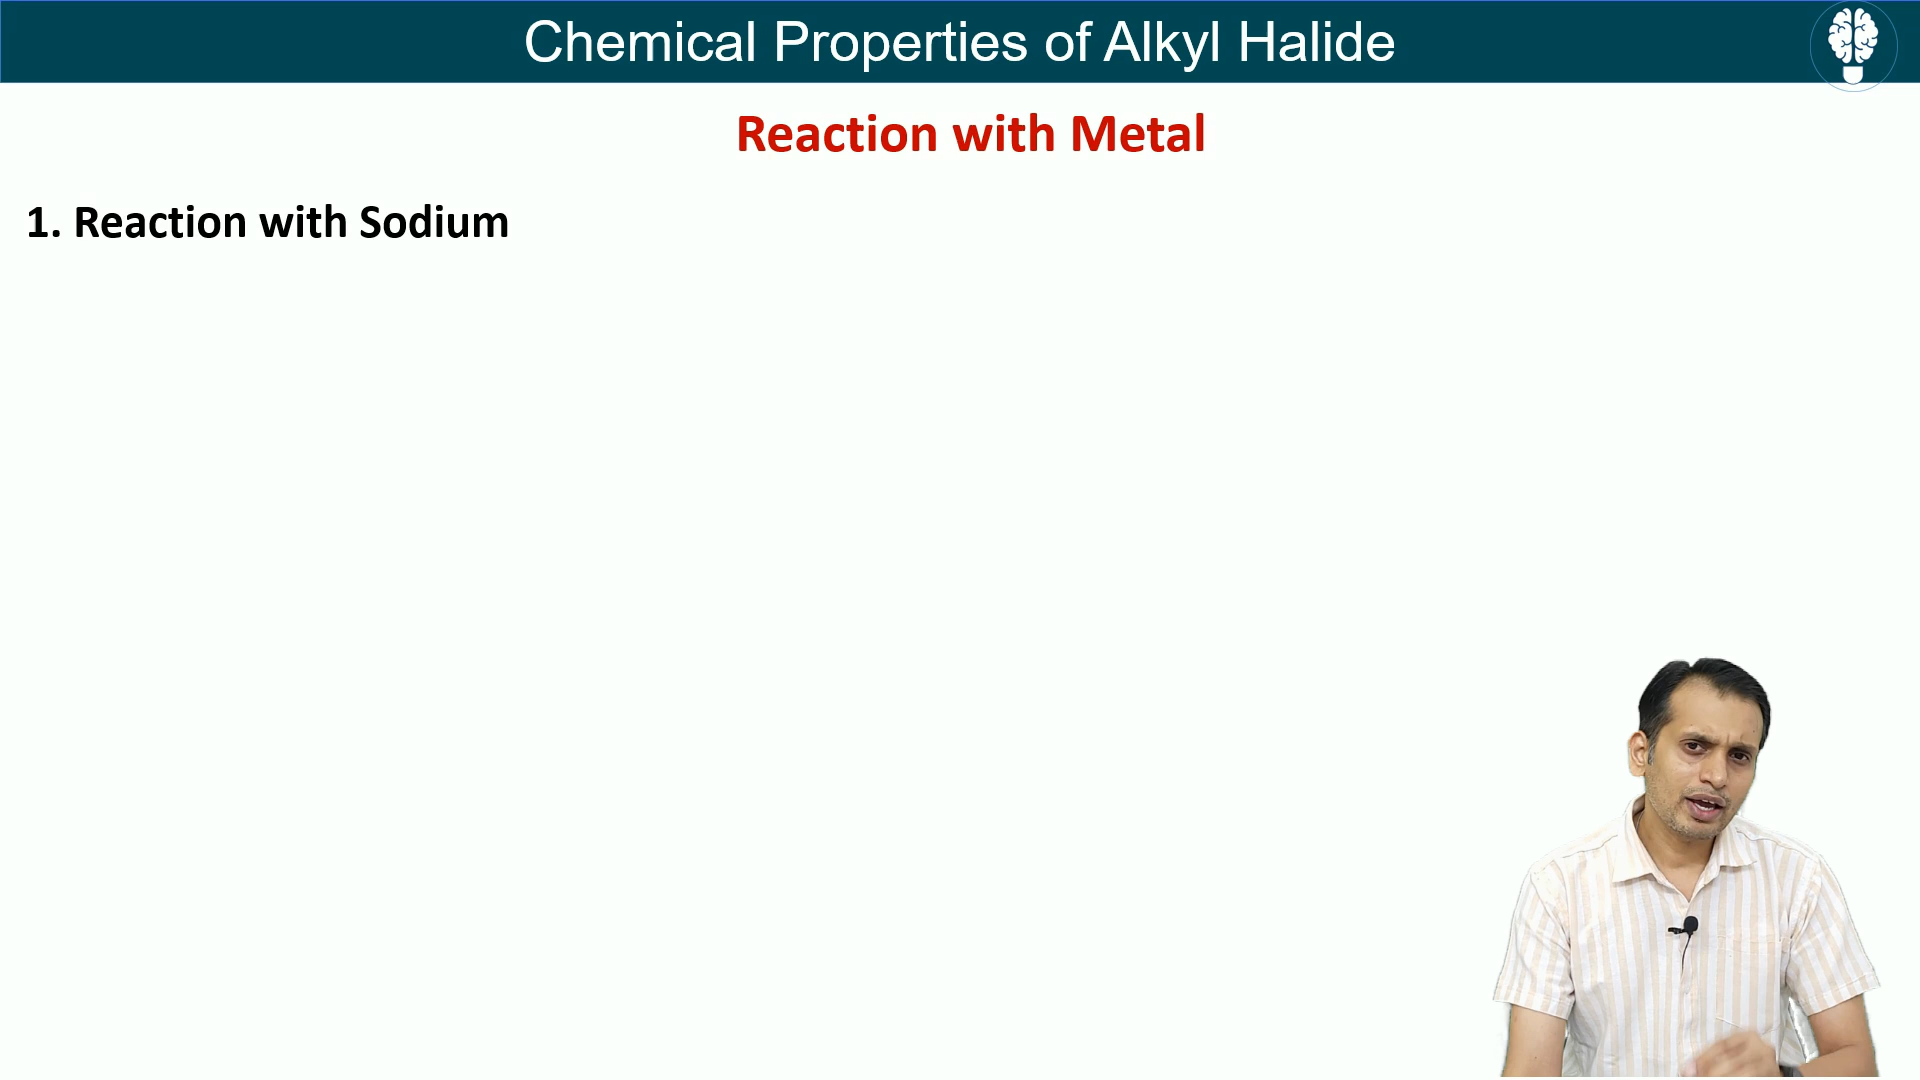 Chemical Properties of Alkyl Halide
Reaction with Metal
1. Reaction with Sodium